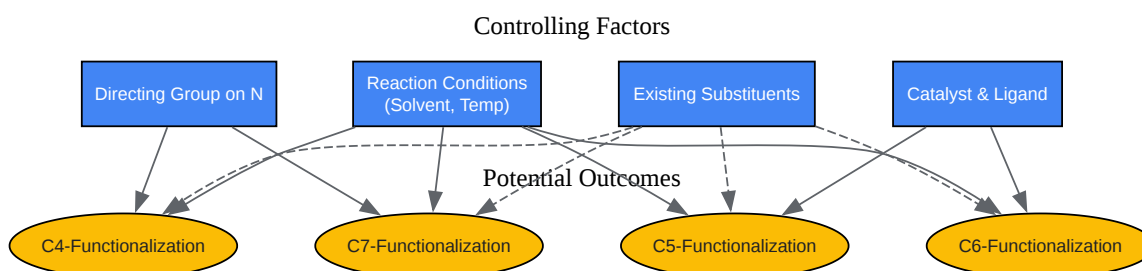 Controlling Factors
Directing Group on N
Reaction Conditions
(Solvent, Temp)
Existing Substituents
Catalyst & Ligand
Potential Outcomes
C4-Functionalization
C7-Functionalization
C5-Functionalization
C6-Functionalization